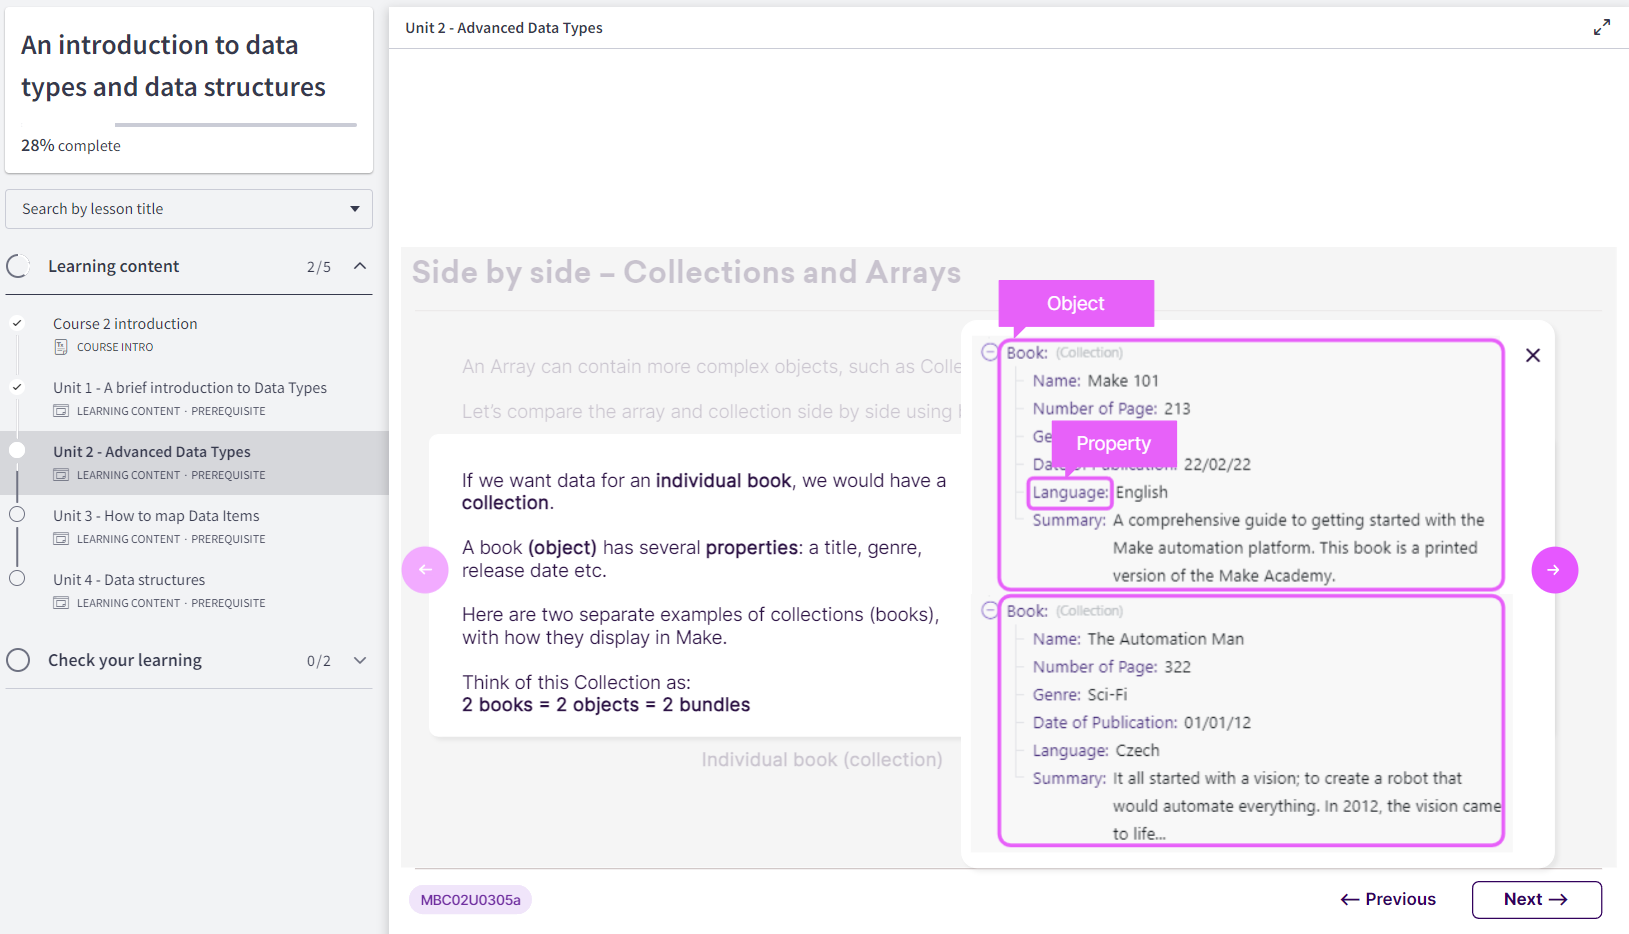 An introduction to data
types and data structures
28% complete
Search by lesson title
Learning content 2/5
Course 2 introduction
COURSE INTRO
Unit 1 - A brief introduction to Data Types
LEARNING CONTENT · PREREQUISITE
Unit 2 - Advanced Data Types
LEARNING CONTENT · PREREQUISITE
Unit 3 - How to map Data Items
LEARNING CONTENT · PREREQUISITE
Unit 4 - Data structures
LEARNING CONTENT · PREREQUISITE
Check your learning 0/2
Unit 2 - Advanced Data Types
Side by side – Collections and Arrays
An Array can contain more complex objects, such as Colle
Let's compare the array and collection side by side using
If we want data for an individual book, we would have a
collection.
A book (object) has several properties: a title, genre,
release date etc.
Here are two separate examples of collections (books),
with how they display in Make.
Think of this Collection as:
2 books = 2 objects = 2 bundles
Individual book (collection)
Object
Book: (Collection)
Name: Make 101
Number of Page: 213
Ge
Property
Date of Publication: 22/02/22
Language: English
Summary: A comprehensive guide to getting started with the
Make automation platform. This book is a printed
version of the Make Academy.
Book: (Collection)
Name: The Automation Man
Number of Page: 322
Genre: Sci-Fi
Date of Publication: 01/01/12
Language: Czech
Summary: It all started with a vision; to create a robot that
would automate everything. In 2012, the vision came
to life...
MBC02U0305a
← Previous
Next →